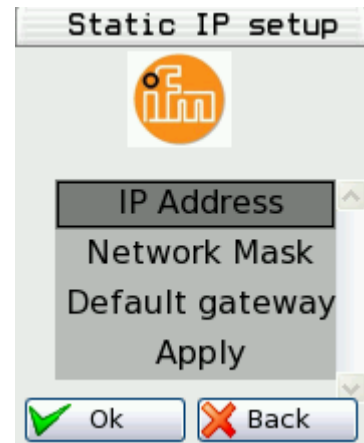 Static IP setup
ifm
IP Address
Network Mask
Default gateway
Apply
Ok
Back